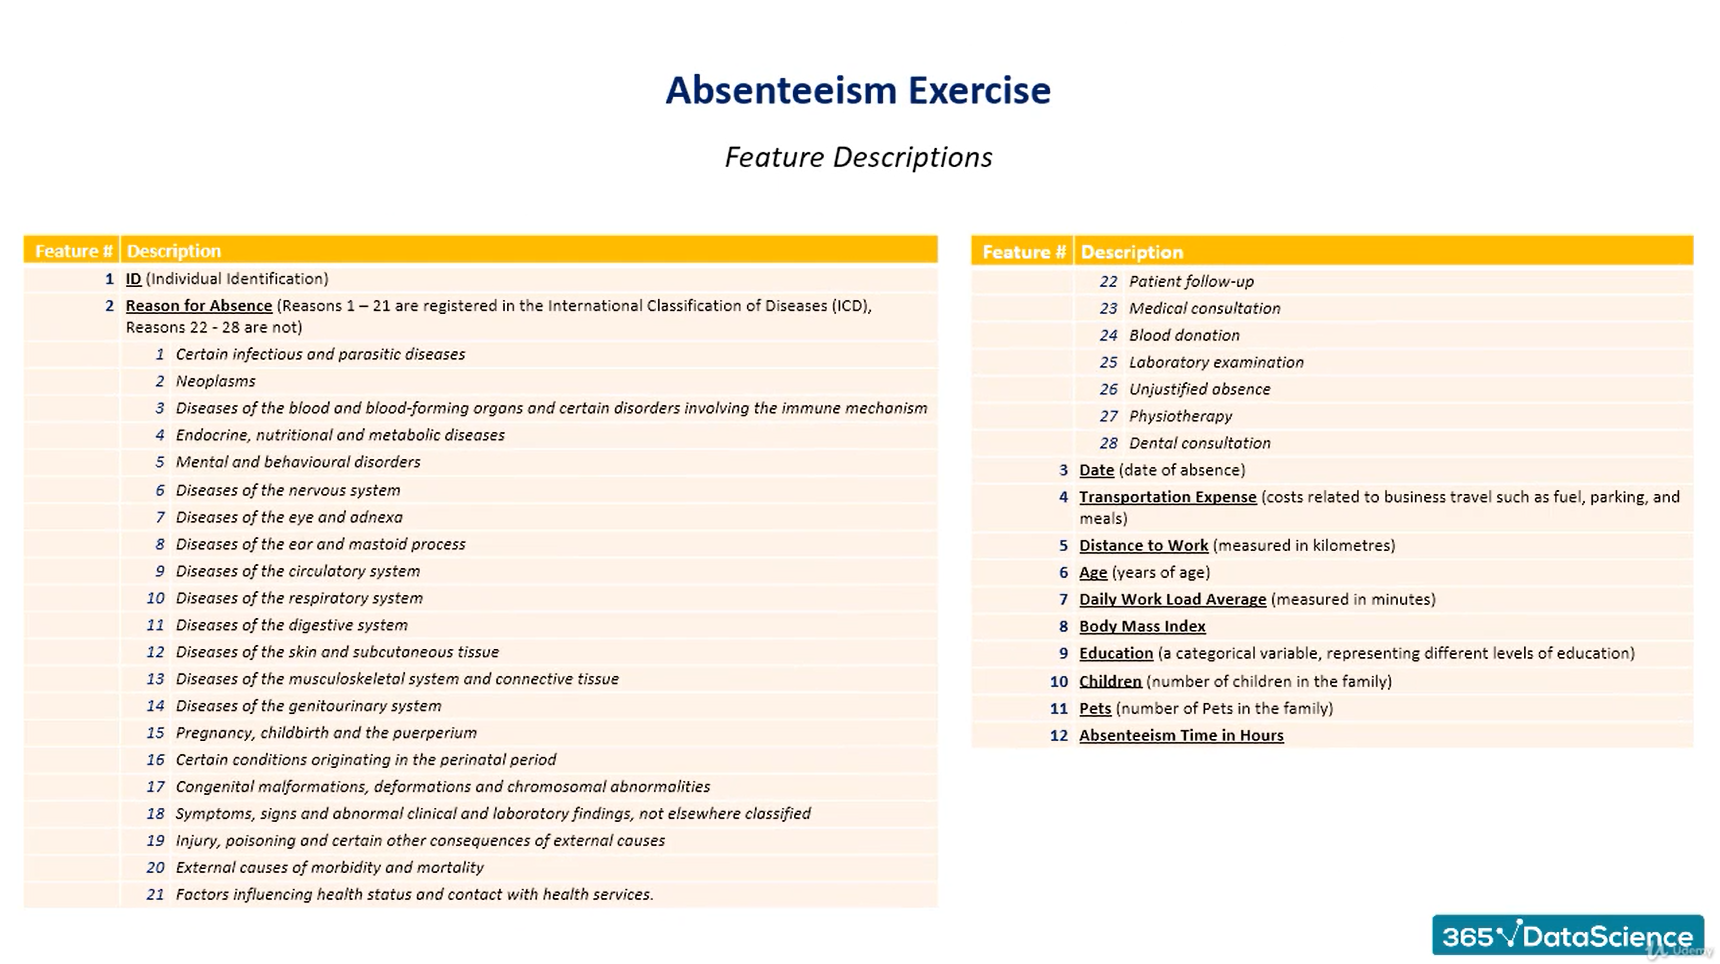 Absenteeism Exercise
Feature Descriptions
Feature # Description
1 ID (Individual Identification)
2 Reason for Absence (Reasons 1 – 21 are registered in the International Classification of Diseases (ICD),
Reasons 22 - 28 are not)
1 Certain infectious and parasitic diseases
2 Neoplasms
3 Diseases of the blood and blood-forming organs and certain disorders involving the immune mechanism
4 Endocrine, nutritional and metabolic diseases
5 Mental and behavioural disorders
6 Diseases of the nervous system
7 Diseases of the eye and adnexa
8 Diseases of the ear and mastoid process
9 Diseases of the circulatory system
10 Diseases of the respiratory system
11 Diseases of the digestive system
12 Diseases of the skin and subcutaneous tissue
13 Diseases of the musculoskeletal system and connective tissue
14 Diseases of the genitourinary system
15 Pregnancy, childbirth and the puerperium
16 Certain conditions originating in the perinatal period
17 Congenital malformations, deformations and chromosomal abnormalities
18 Symptoms, signs and abnormal clinical and laboratory findings, not elsewhere classified
19 Injury, poisoning and certain other consequences of external causes
20 External causes of morbidity and mortality
21 Factors influencing health status and contact with health services.
Feature # Description
22 Patient follow-up
23 Medical consultation
24 Blood donation
25 Laboratory examination
26 Unjustified absence
27 Physiotherapy
28 Dental consultation
3 Date (date of absence)
4 Transportation Expense (costs related to business travel such as fuel, parking, and
meals)
5 Distance to Work (measured in kilometres)
6 Age (years of age)
7 Daily Work Load Average (measured in minutes)
8 Body Mass Index
9 Education (a categorical variable, representing different levels of education)
10 Children (number of children in the family)
11 Pets (number of Pets in the family)
12 Absenteeism Time in Hours
365 DataScience
Udemy